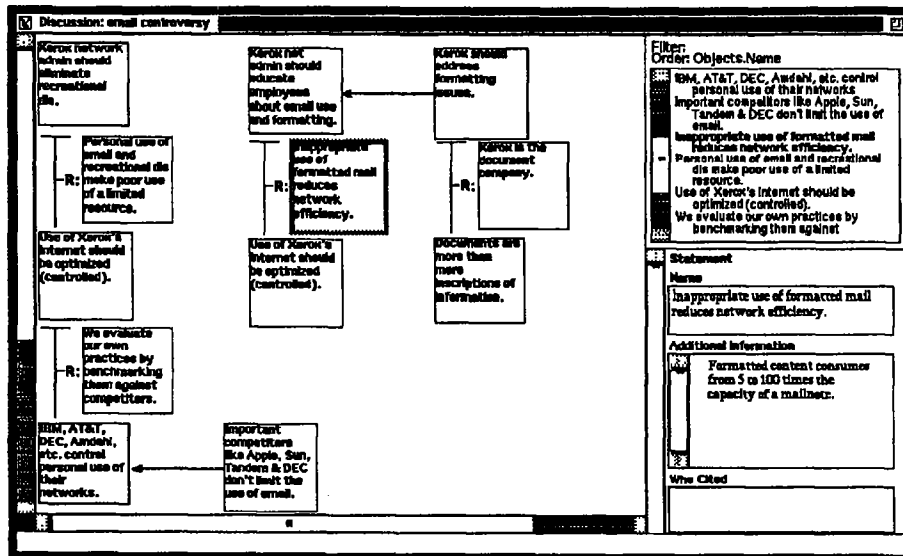 Discussion: email controversy
Xerox network
admin should
eliminate
recreational
dls.
Xerox net
admin should
educate
employees
about email use
and formatting.
Xerox should
address
formatting
issues.
R:
Personal use of
email and
recreational dls
make poor use
of a limited
resource.
R:
Inappropriate
use of
formatted mail
reduces
network
efficiency.
R:
Xerox is the
document
company.
Use of Xerox's
internet should
be optimized
(controlled).
Use of Xerox's
internet should
be optimized
(controlled).
Documents are
more than
mere
inscriptions of
information.
R:
We evaluate
our own
practices by
benchmarking
them against
competitors.
IBM, AT&T,
DEC, Amdahl,
etc. control
personal use of
their
networks.
Important
competitors
like Apple, Sun,
Tandem & DEC
don't limit the
use of email.
Filter:
Order: Objects.Name
IBM, AT&T, DEC, Amdahl, etc. control
personal use of their networks
Important competitors like Apple, Sun,
Tandem & DEC don't limit the use of
email.
Inappropriate use of formatted mail
reduces network efficiency.
Personal use of email and recreational
dls make poor use of a limited
resource.
Use of Xerox's internet should be
optimized (controlled).
We evaluate our own practices by
benchmarking them against
Statement
Name
Inappropriate use of formatted mail
reduces network efficiency.
Additional Information
Formatted content consumes
from 5 to 100 times the
capacity of a mailnote.
Who Cited